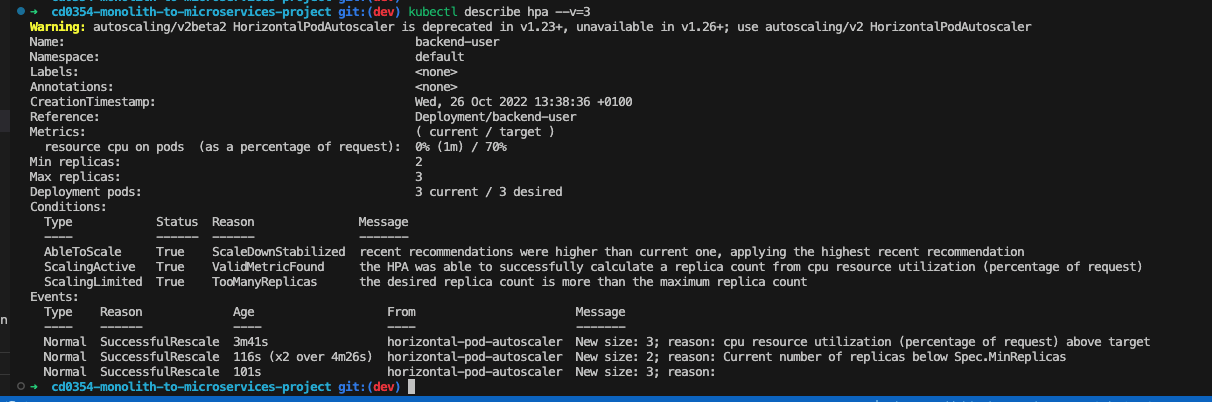 ➜ cd0354-monolith-to-microservices-project git:(dev) kubectl describe hpa --v=3
Warning: autoscaling/v2beta2 HorizontalPodAutoscaler is deprecated in v1.23+, unavailable in v1.26+; use autoscaling/v2 HorizontalPodAutoscaler
Name: backend-user
Namespace: default
Labels: <none>
Annotations: <none>
CreationTimestamp: Wed, 26 Oct 2022 13:38:36 +0100
Reference: Deployment/backend-user
Metrics: ( current / target )
resource cpu on pods (as a percentage of request): 0% (1m) / 70%
Min replicas: 2
Max replicas: 3
Deployment pods: 3 current / 3 desired
Conditions:
Type Status Reason Message
---- ------ ------ -------
AbleToScale True ScaleDownStabilized recent recommendations were higher than current one, applying the highest recent recommendation
ScalingActive True ValidMetricFound the HPA was able to successfully calculate a replica count from cpu resource utilization (percentage of request)
ScalingLimited True TooManyReplicas the desired replica count is more than the maximum replica count
Events:
Type Reason Age From Message
---- ------ ---- ---- -------
Normal SuccessfulRescale 3m41s horizontal-pod-autoscaler New size: 3; reason: cpu resource utilization (percentage of request) above target
Normal SuccessfulRescale 116s (x2 over 4m26s) horizontal-pod-autoscaler New size: 2; reason: Current number of replicas below Spec.MinReplicas
Normal SuccessfulRescale 101s horizontal-pod-autoscaler New size: 3; reason:
➜ cd0354-monolith-to-microservices-project git:(dev)